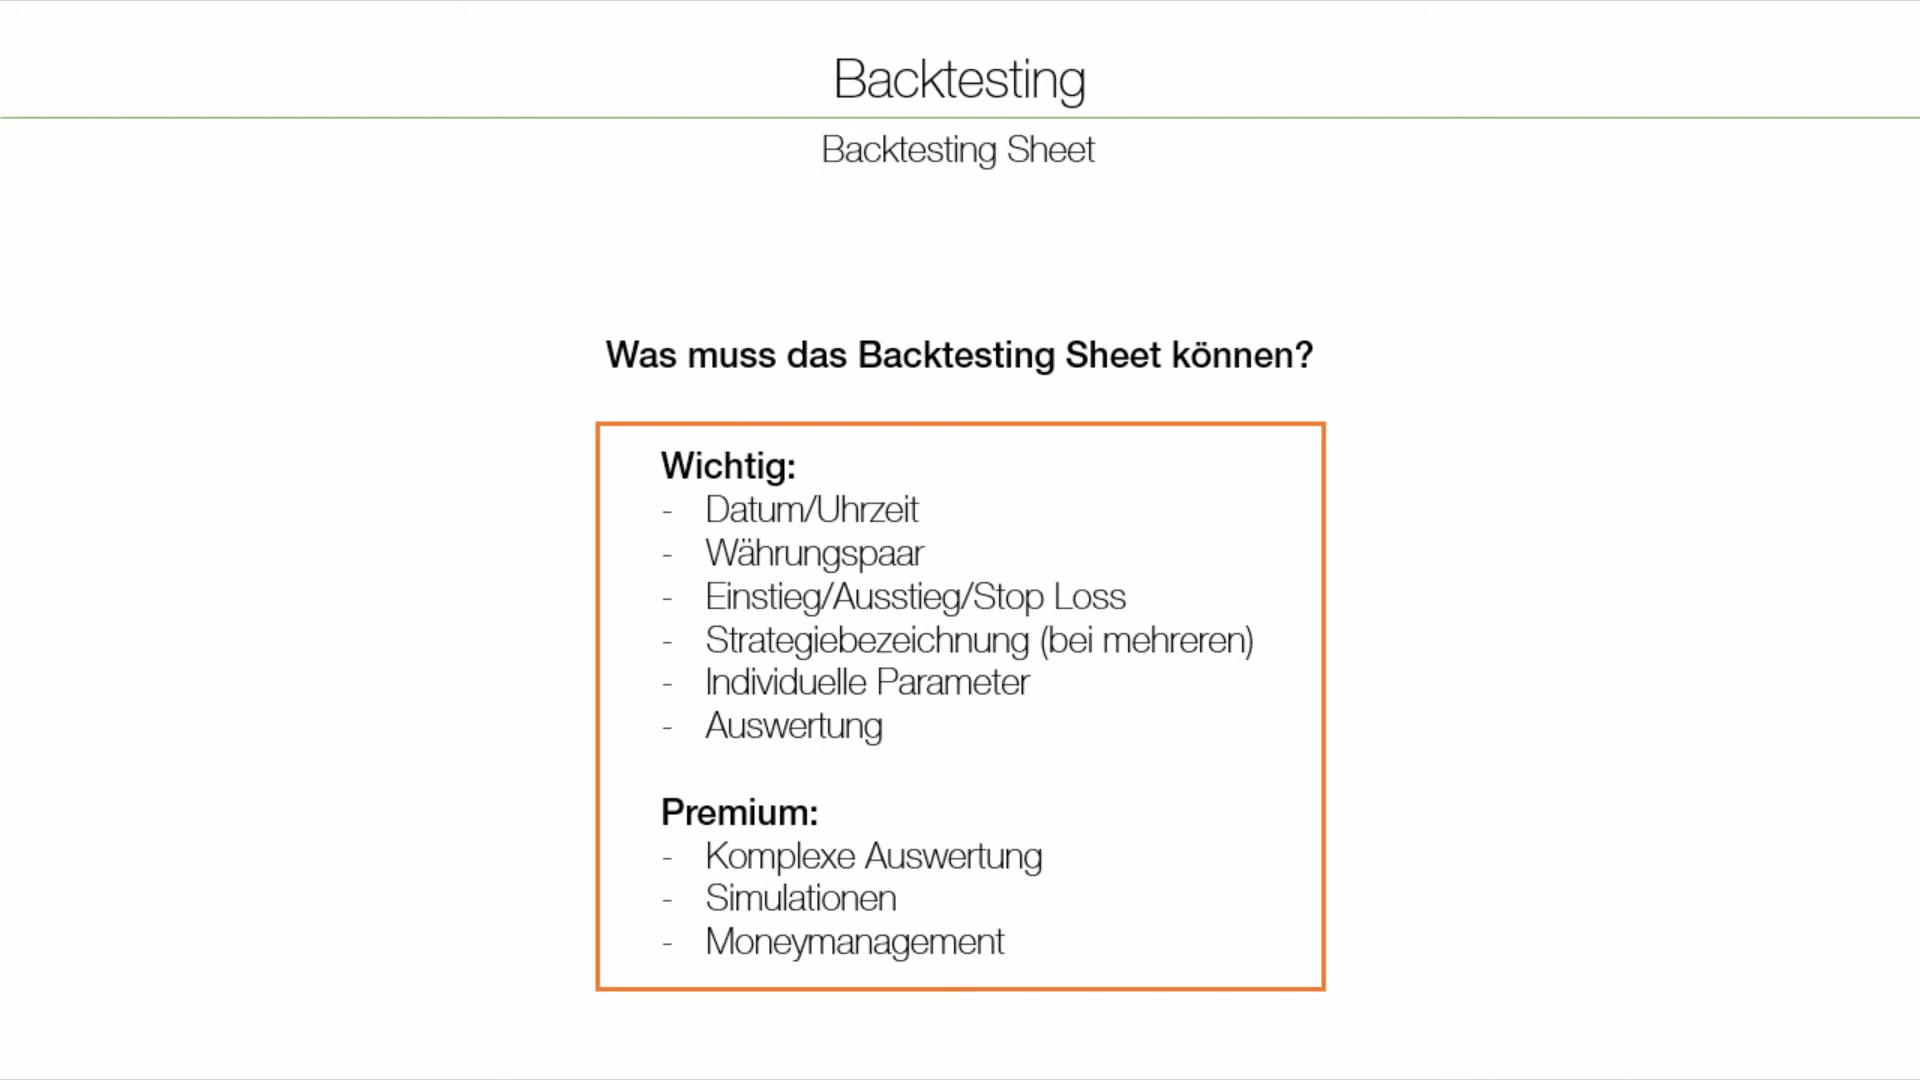 Backtesting
Backtesting Sheet
Was muss das Backtesting Sheet können?
Wichtig:
- Datum/Uhrzeit
- Währungspaar
- Einstieg/Ausstieg/Stop Loss
- Strategiebezeichnung (bei mehreren)
- Individuelle Parameter
- Auswertung
Premium:
- Komplexe Auswertung
- Simulationen
- Moneymanagement